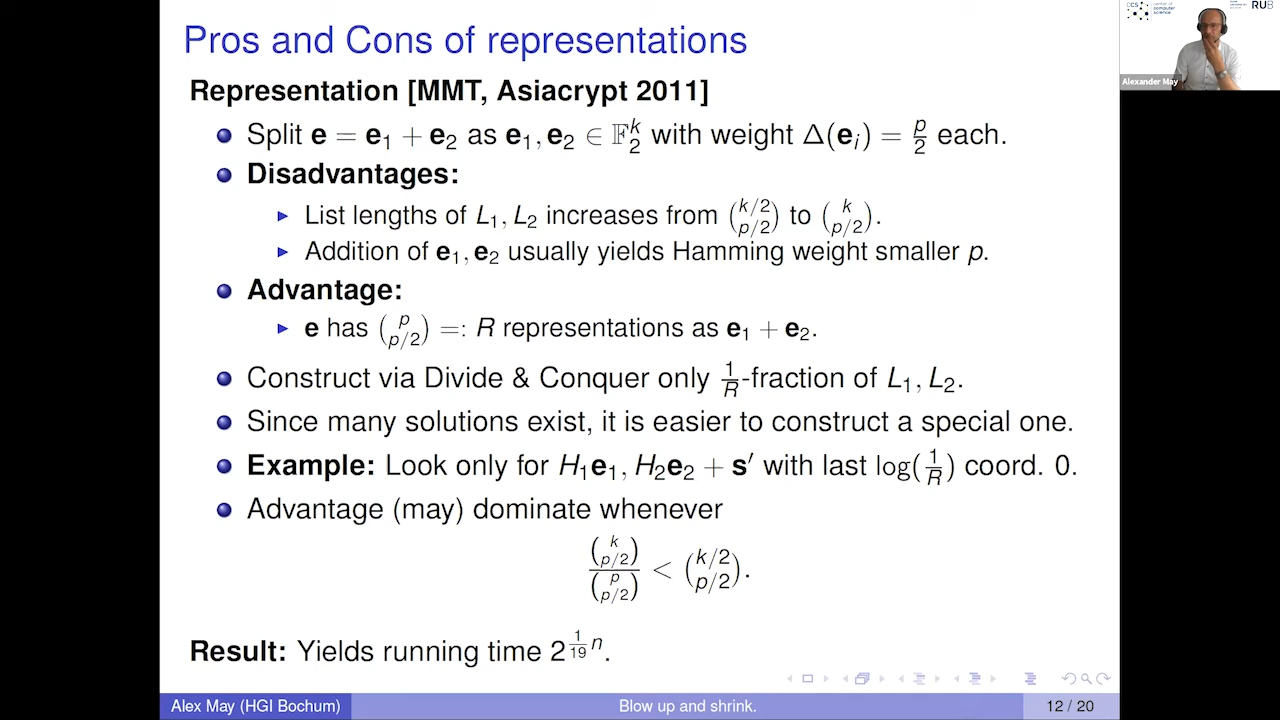 Pros and Cons of representations
Representation [MMT, Asiacrypt 2011]
Split e = e₁ + e₂ as e₁, e₂ ∈ 𝔽₂ᵏ with weight Δ(eᵢ) = p/2 each.
Disadvantages:
List lengths of L₁, L₂ increases from (k/2 p/2) to (k p/2).
Addition of e₁, e₂ usually yields Hamming weight smaller p.
Advantage:
e has (p p/2) =: R representations as e₁ + e₂.
Construct via Divide & Conquer only 1/R-fraction of L₁, L₂.
Since many solutions exist, it is easier to construct a special one.
Example: Look only for H₁e₁, H₂e₂ + s′ with last log(1/R) coord. 0.
Advantage (may) dominate whenever
(k p/2)/(p p/2) < (k/2 p/2).
Result: Yields running time 2^(1/19 n).
Alex May (HGI Bochum) Blow up and shrink. 12 / 20
center of computer science
RUB
Alexander May